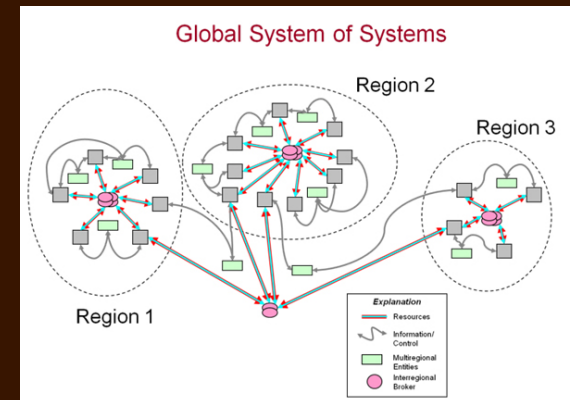 Global System of Systems
Region 2
Region 3
Region 1
Explanation
Resources
Information/
Control
Multiregional
Entities
Interregional
Broker